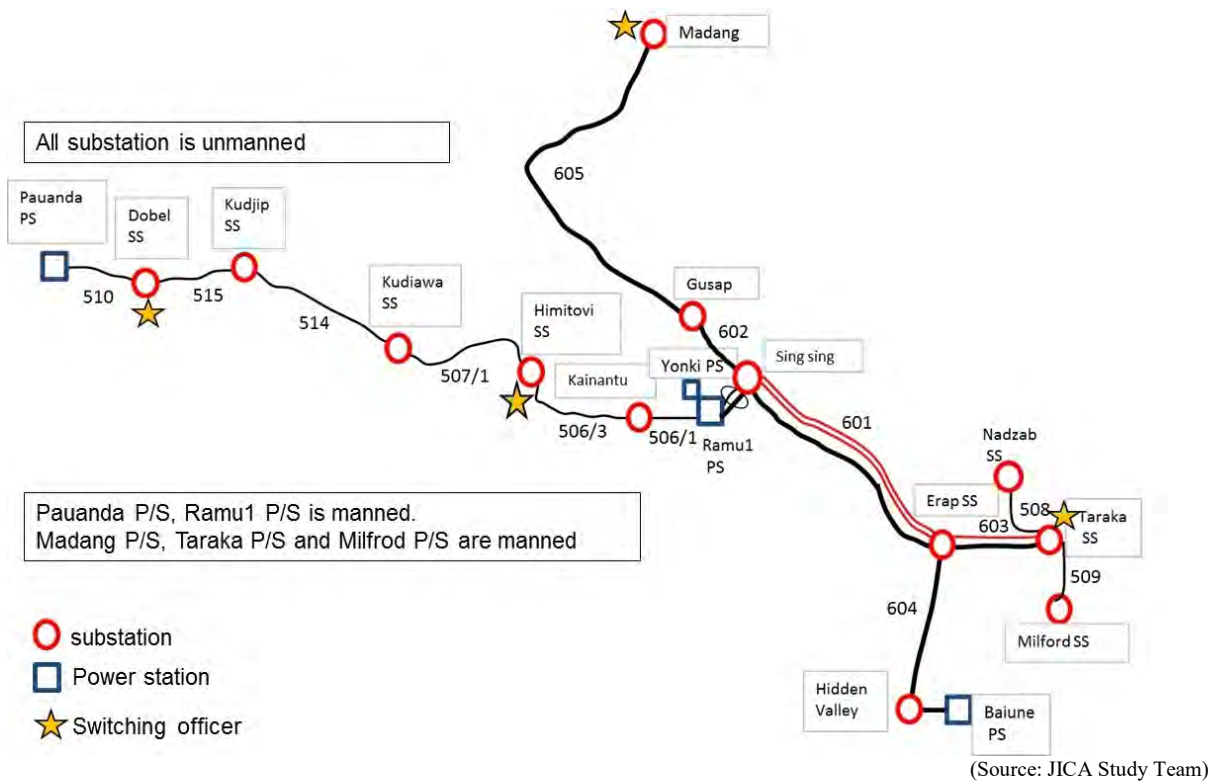 Madang
All substation is unmanned
605
Pauanda
PS
Dobel
SS
Kudjip
SS
510
515
514
Kudiawa
SS
507/1
Himitovi
SS
Gusap
602
Yonki PS
Sing sing
Kainantu
506/3
506/1
Ramu1
PS
601
Nadzab
SS
Erap SS
508
603
Taraka
SS
509
604
Milford SS
Pauanda P/S, Ramu1 P/S is manned.
Madang P/S, Taraka P/S and Milfrod P/S are manned
substation
Power station
Switching officer
Hidden
Valley
Baiune
PS
(Source: JICA Study Team)